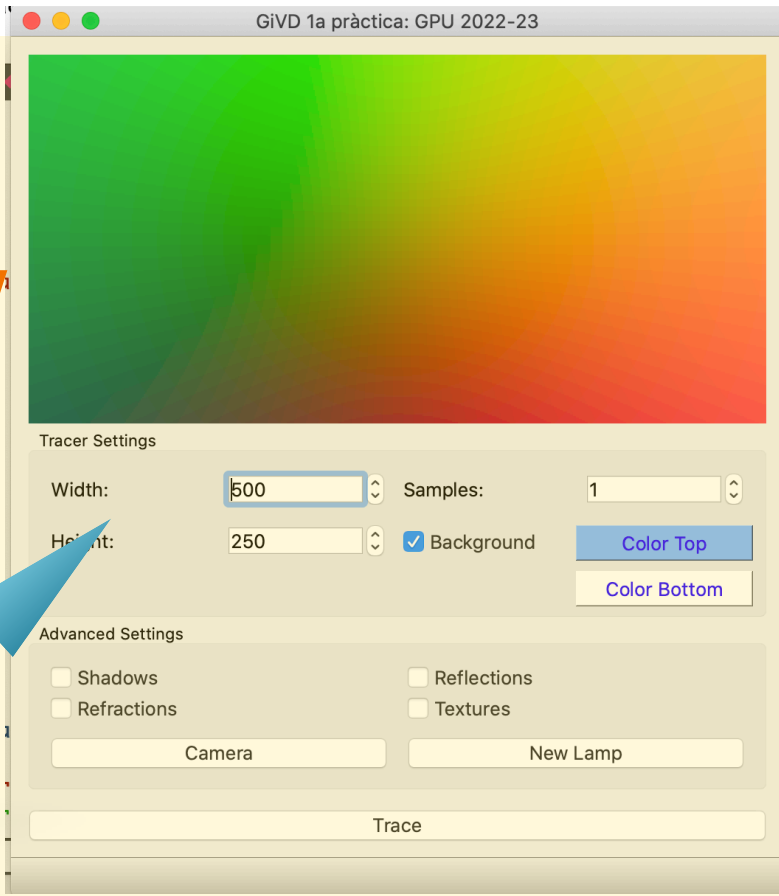 GiVD 1a pràctica: GPU 2022-23
Tracer Settings
Width: 500 Samples: 1
Height: 250 Background Color Top
Color Bottom
Advanced Settings
Shadows Reflections
Refractions Textures
Camera New Lamp
Trace